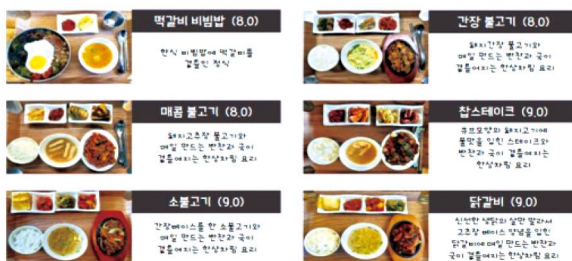 떡갈비 비빔밥 (8,0)
한식 비빔밥에 떡갈비를
곁들인 정식
간장 불고기 (8,0)
돼지간장 불고기와
매일 만드는 반찬과 국이
곁들여지는 한상차림 요리
매콤 불고기 (8,0)
돼지고추장 불고기와
매일 만드는 반찬과 국이
곁들여지는 한상차림 요리
찹스테이크 (9,0)
큐브모양의 돼지고기에
불맛을 입힌 스테이크와
반찬과 국이 곁들여지는
한상차림 요리
소불고기 (9,0)
간장베이스를 한 소불고기와
매일 만드는 반찬과 국이
곁들여지는 한상차림 요리
닭갈비 (9,0)
신선한 생닭의 살만 발라서
고추장 베이스 양념을 입힌
닭갈비에 매일 만드는 반찬과
국이 곁들여지는 한상차림 요리